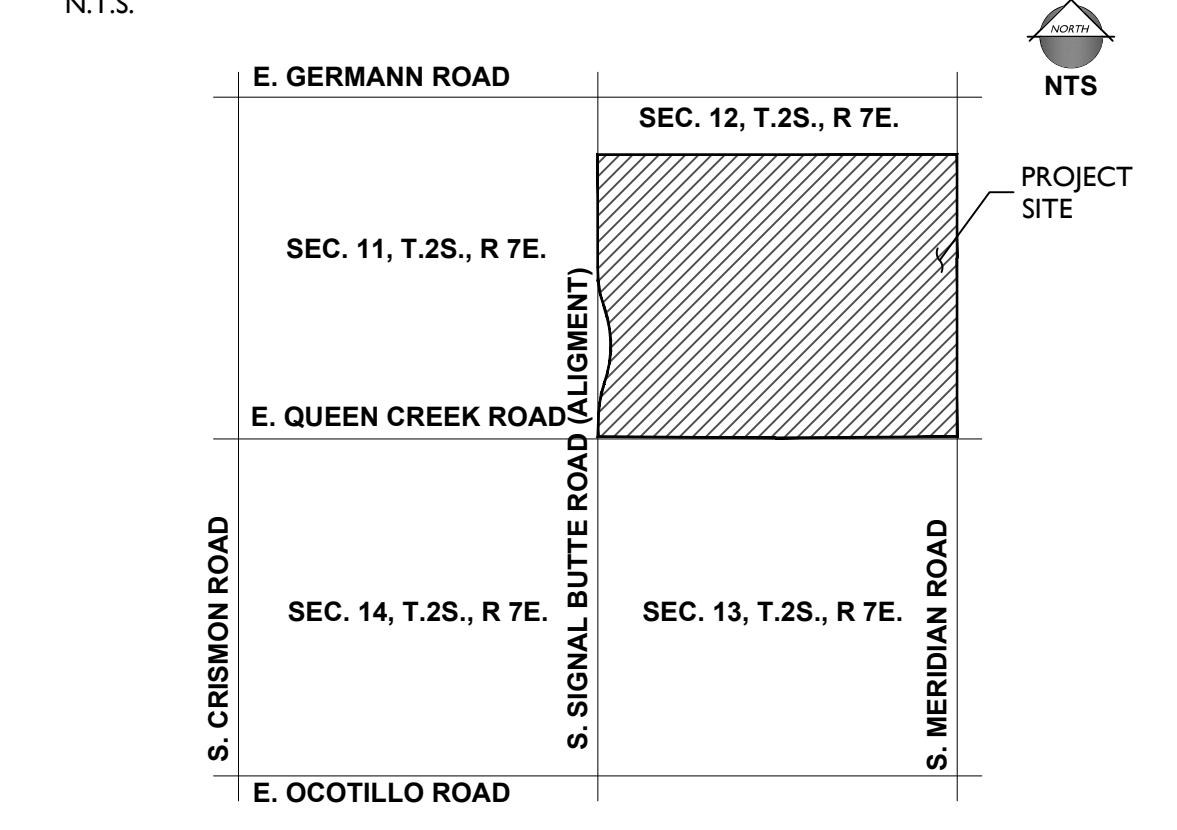 N.T.S.
NORTH
NTS
E. GERMANN ROAD
SEC. 12, T.2S., R 7E.
PROJECT
SITE
SEC. 11, T.2S., R 7E.
E. QUEEN CREEK ROAD
S. SIGNAL BUTTE ROAD (ALIGMENT)
S. CRISMON ROAD
SEC. 14, T.2S., R 7E.
SEC. 13, T.2S., R 7E.
S. MERIDIAN ROAD
E. OCOTILLO ROAD